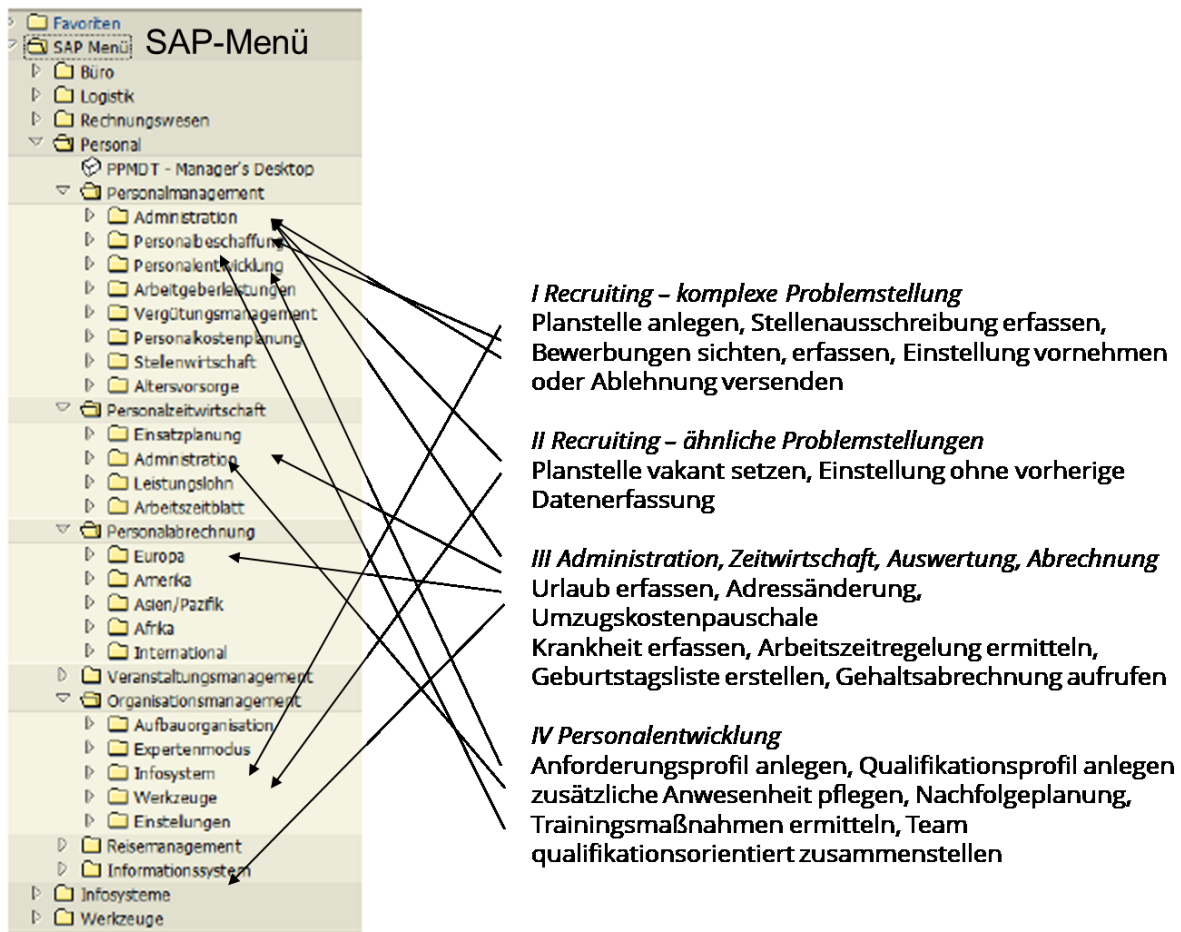 Favoriten
SAP Menü
SAP-Menü
Büro
Logistik
Rechnungswesen
Personal
PPMDT - Manager's Desktop
Personalmanagement
Administration
Personalbeschaffung
Personalentwicklung
Arbeitgeberleistungen
Vergütungsmanagement
Personalkostenplanung
Stellenwirtschaft
Altersvorsorge
Personalzeitwirtschaft
Einsatzplanung
Administration
Leistungslohn
Arbeitszeitblatt
Personalabrechnung
Europa
Amerika
Asien/Pazifik
Afrika
International
Veranstaltungsmanagement
Organisationsmanagement
Aufbauorganisation
Expertenmodus
Infosystem
Werkzeuge
Einstellungen
Reisemanagement
Informationssystem
Infosysteme
Werkzeuge
I Recruiting – komplexe Problemstellung
Planstelle anlegen, Stellenausschreibung erfassen,
Bewerbungen sichten, erfassen, Einstellung vornehmen
oder Ablehnung versenden
II Recruiting – ähnliche Problemstellungen
Planstelle vakant setzen, Einstellung ohne vorherige
Datenerfassung
III Administration, Zeitwirtschaft, Auswertung, Abrechnung
Urlaub erfassen, Adressänderung,
Umzugskostenpauschale
Krankheit erfassen, Arbeitszeitregelung ermitteln,
Geburtstagsliste erstellen, Gehaltsabrechnung aufrufen
IV Personalentwicklung
Anforderungsprofil anlegen, Qualifikationsprofil anlegen
zusätzliche Anwesenheit pflegen, Nachfolgeplanung,
Trainingsmaßnahmen ermitteln, Team
qualifikationsorientiert zusammenstellen